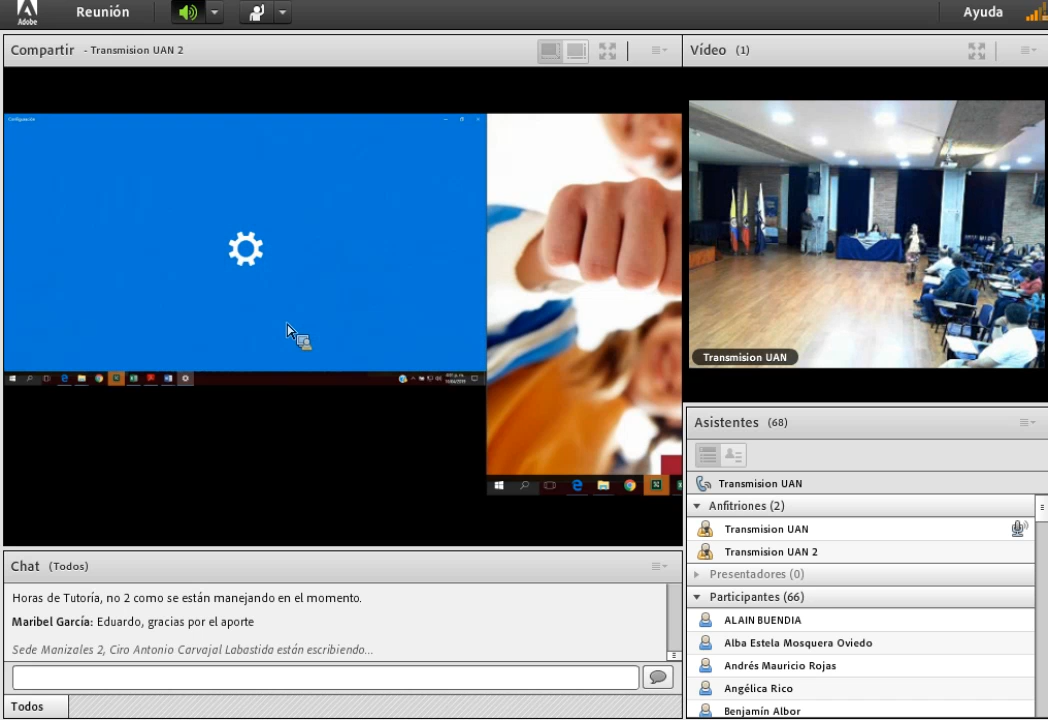 Adobe
Reunión
Ayuda
Compartir - Transmision UAN 2
Vídeo (1)
Transmision UAN
Asistentes (68)
Transmision UAN
Anfitriones (2)
Transmision UAN
Transmision UAN 2
Presentadores (0)
Participantes (66)
ALAIN BUENDIA
Alba Estela Mosquera Oviedo
Andrés Mauricio Rojas
Angélica Rico
Benjamín Albor
Chat (Todos)
Horas de Tutoría, no 2 como se están manejando en el momento.
Maribel García: Eduardo, gracias por el aporte
Sede Manizales 2, Ciro Antonio Carvajal Labastida están escribiendo...
Todos